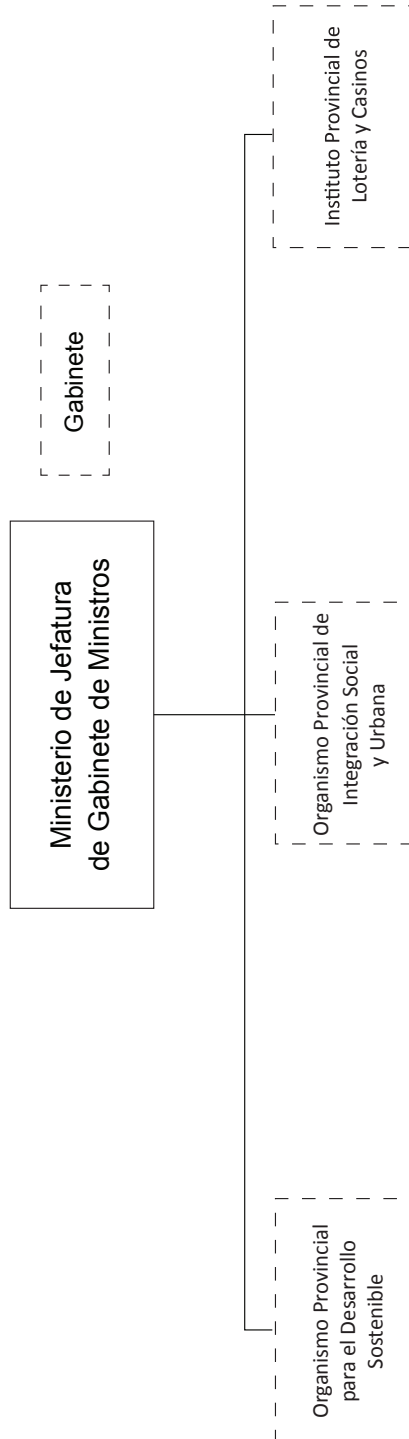 Ministerio de Jefatura
de Gabinete de Ministros
Gabinete
Organismo Provincial
para el Desarrollo
Sostenible
Organismo Provincial de
Integración Social
y Urbana
Instituto Provincial de
Lotería y Casinos